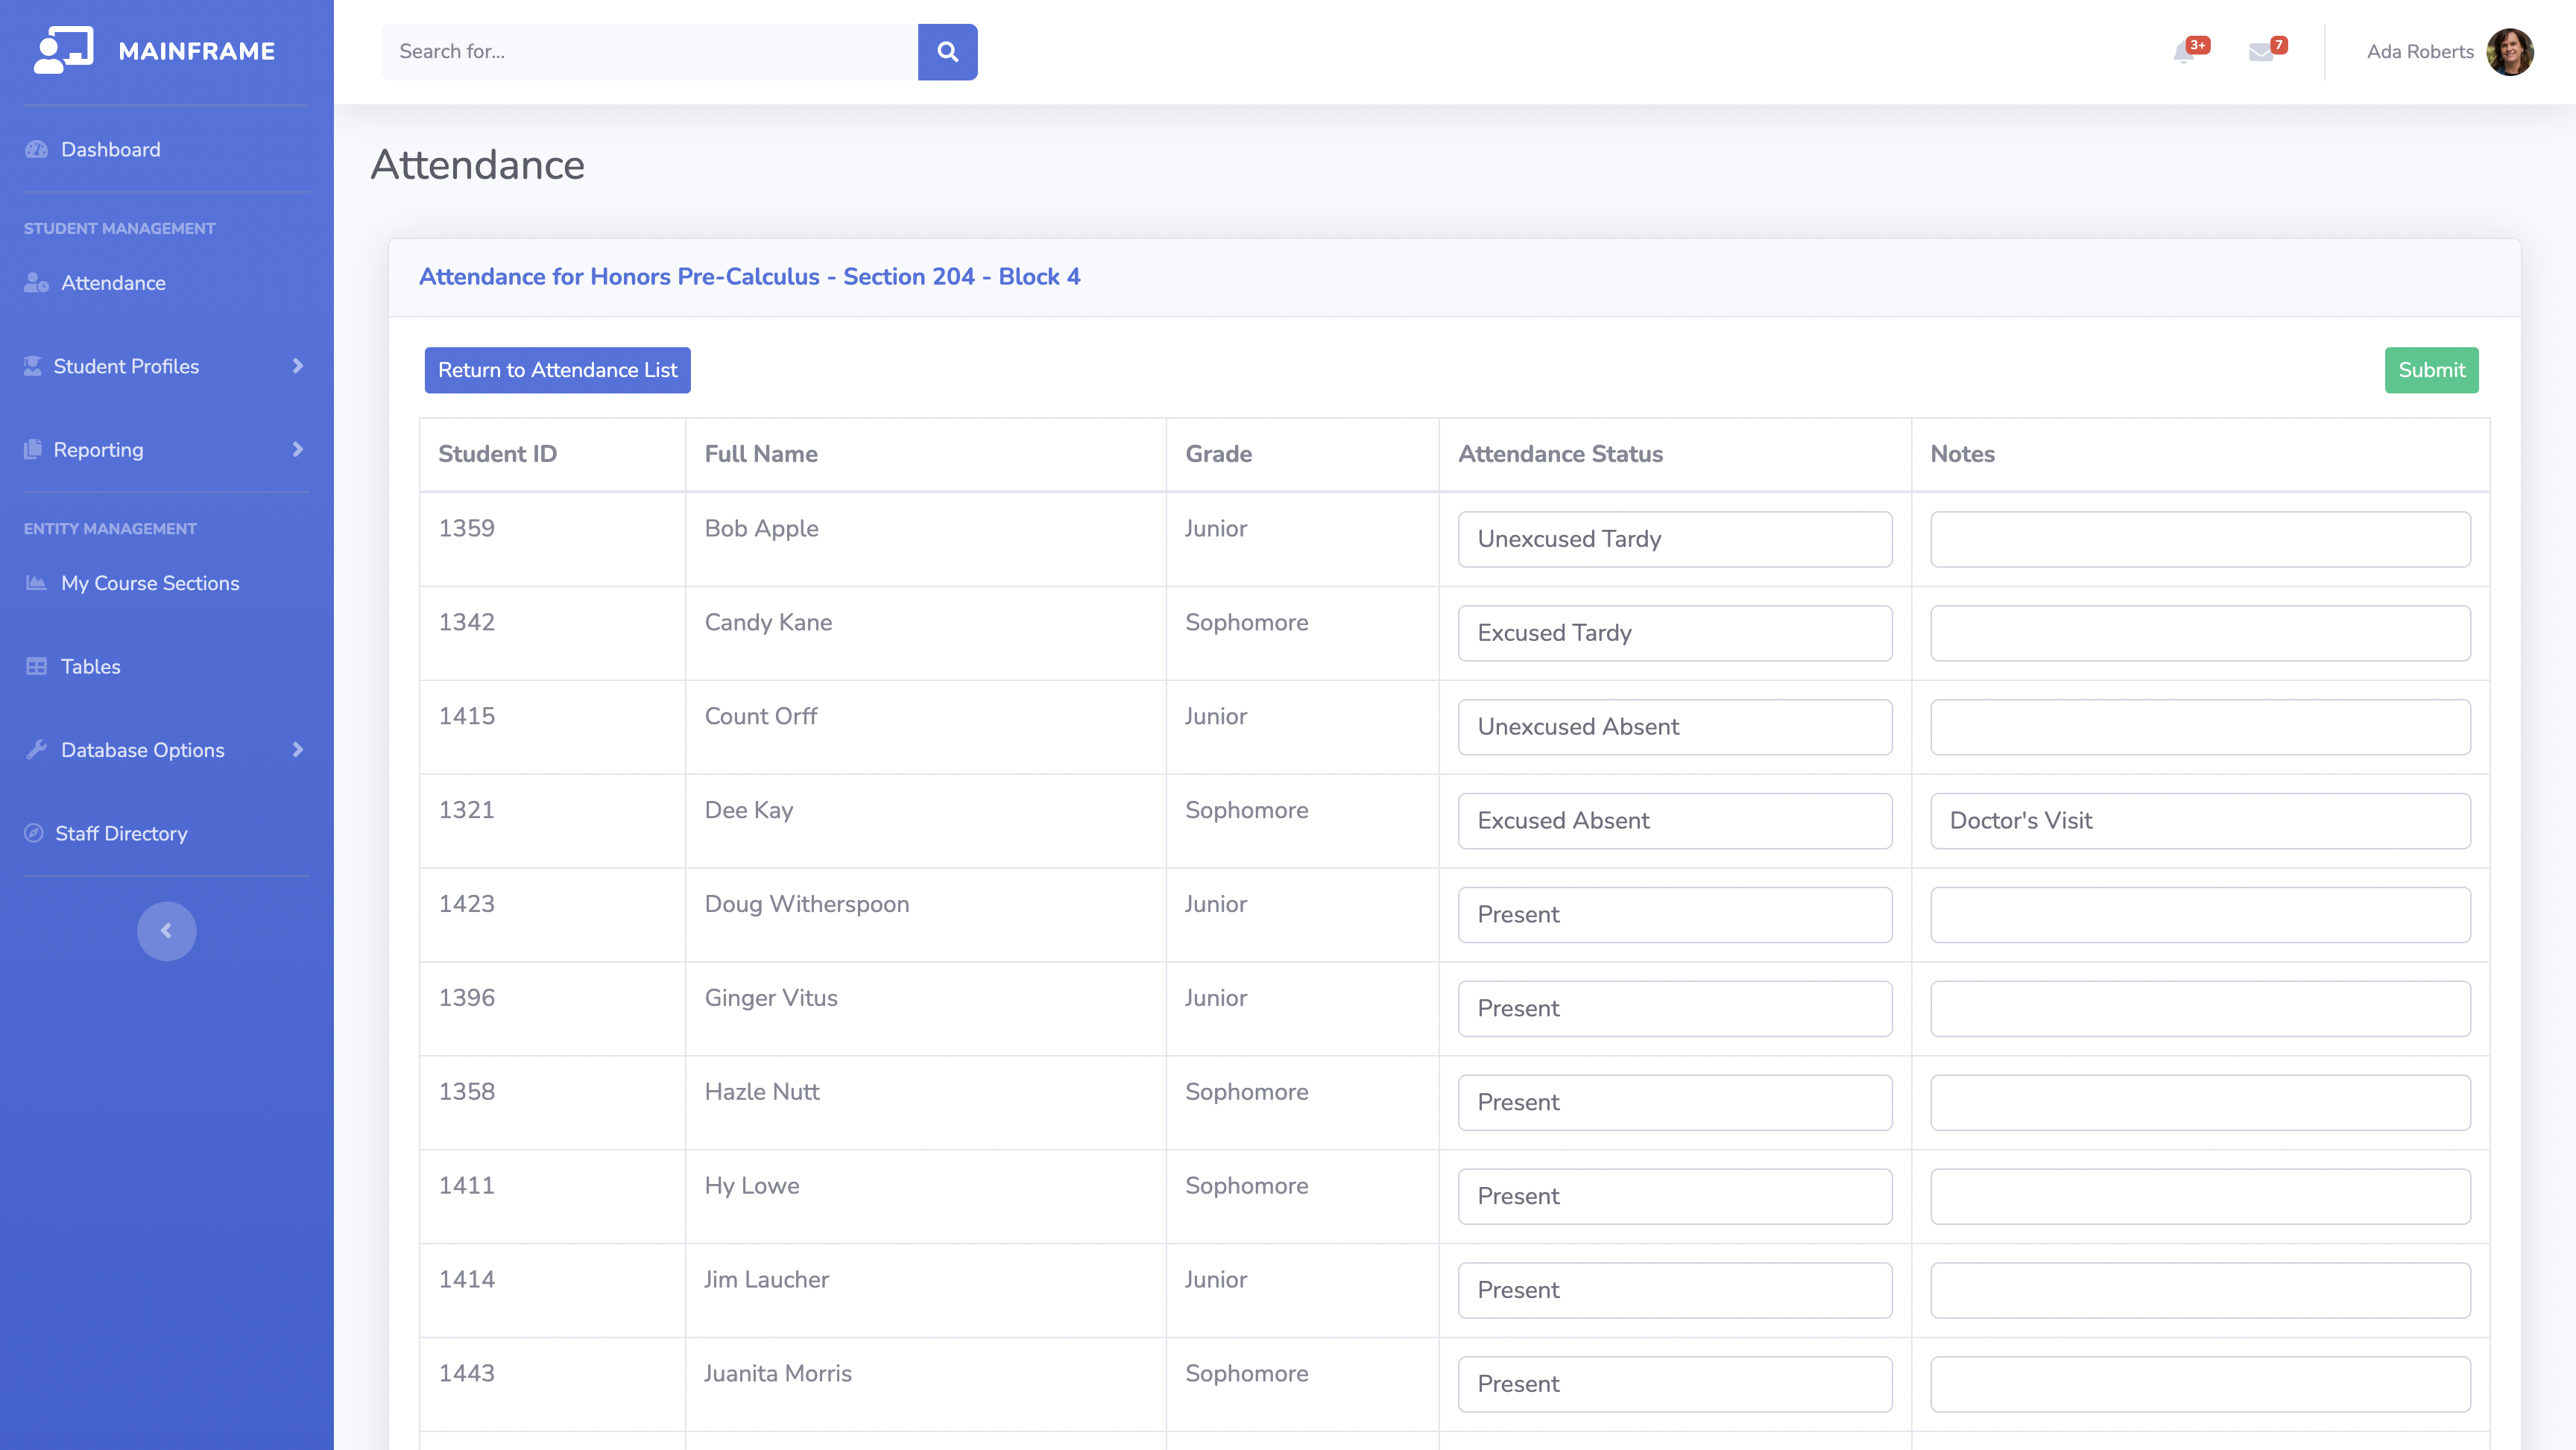 MAINFRAME
Search for...
3+
7
Ada Roberts
Dashboard
STUDENT MANAGEMENT
Attendance
Student Profiles
Reporting
ENTITY MANAGEMENT
My Course Sections
Tables
Database Options
Staff Directory
Attendance
Attendance for Honors Pre-Calculus - Section 204 - Block 4
Return to Attendance List
Submit
Student ID Full Name Grade Attendance Status Notes
1359 Bob Apple Junior Unexcused Tardy
1342 Candy Kane Sophomore Excused Tardy
1415 Count Orff Junior Unexcused Absent
1321 Dee Kay Sophomore Excused Absent Doctor's Visit
1423 Doug Witherspoon Junior Present
1396 Ginger Vitus Junior Present
1358 Hazle Nutt Sophomore Present
1411 Hy Lowe Sophomore Present
1414 Jim Laucher Junior Present
1443 Juanita Morris Sophomore Present